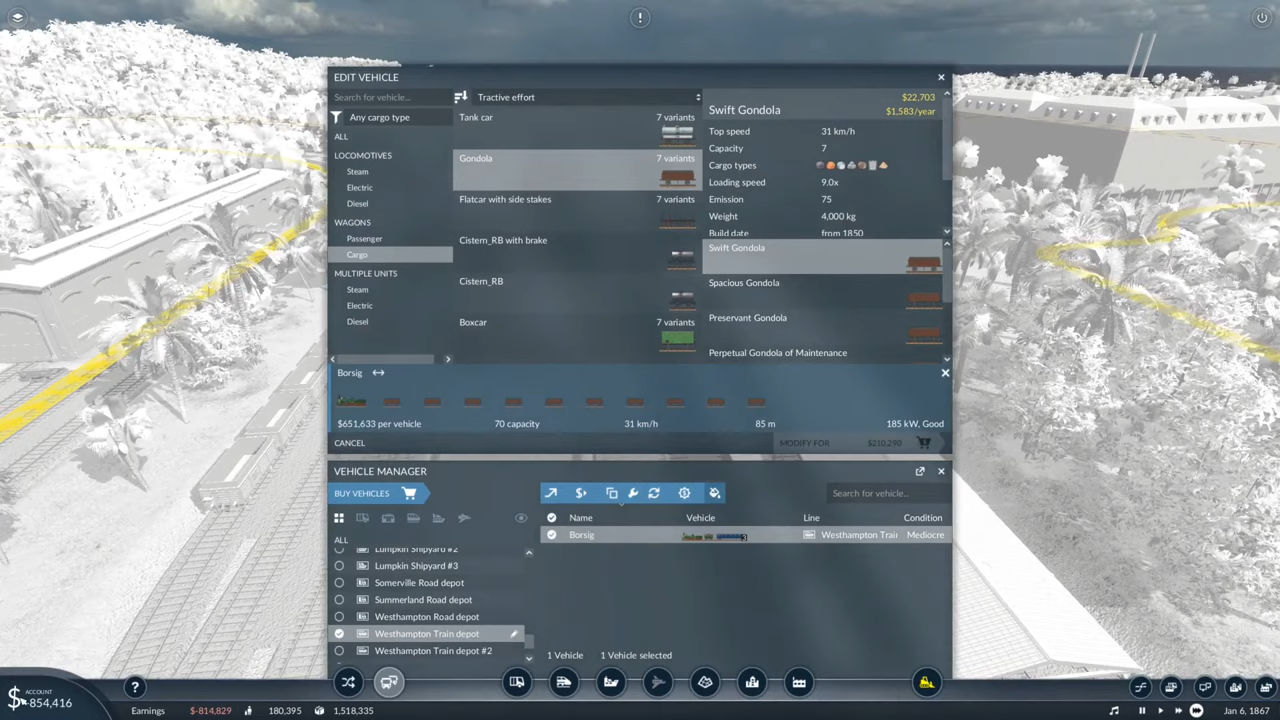 EDIT VEHICLE
Search for vehicle...
Tractive effort
Any cargo type
ALL
LOCOMOTIVES
Steam
Electric
Diesel
WAGONS
Passenger
Cargo
MULTIPLE UNITS
Steam
Electric
Diesel
Tank car 7 variants
Gondola 7 variants
Flatcar with side stakes 7 variants
Cistern_RB with brake
Cistern_RB
Boxcar 7 variants
Swift Gondola
$22,703
$1,583/year
Top speed 31 km/h
Capacity 7
Cargo types
Loading speed 9.0x
Emission 75
Weight 4,000 kg
Build date from 1850
Swift Gondola
Spacious Gondola
Preservant Gondola
Perpetual Gondola of Maintenance
Borsig
$651,633 per vehicle 70 capacity 31 km/h 85 m 185 kW, Good
CANCEL
MODIFY FOR $210,290
VEHICLE MANAGER
BUY VEHICLES
Search for vehicle...
ALL
Lumpkin Shipyard #2
Lumpkin Shipyard #3
Somerville Road depot
Summerland Road depot
Westhampton Road depot
Westhampton Train depot
Westhampton Train depot #2
Name Vehicle Line Condition
Borsig 3 Westhampton Trai Mediocre
1 Vehicle 1 Vehicle selected
ACCOUNT
$-854,416
?
Earnings $-814,829 180,395 1,518,335
Jan 6, 1867